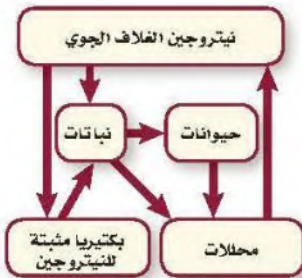 نيتروجين الغلاف الجوي
نباتات
حيوانات
بكتيريا مثبتة
للنيتروجين
محللات